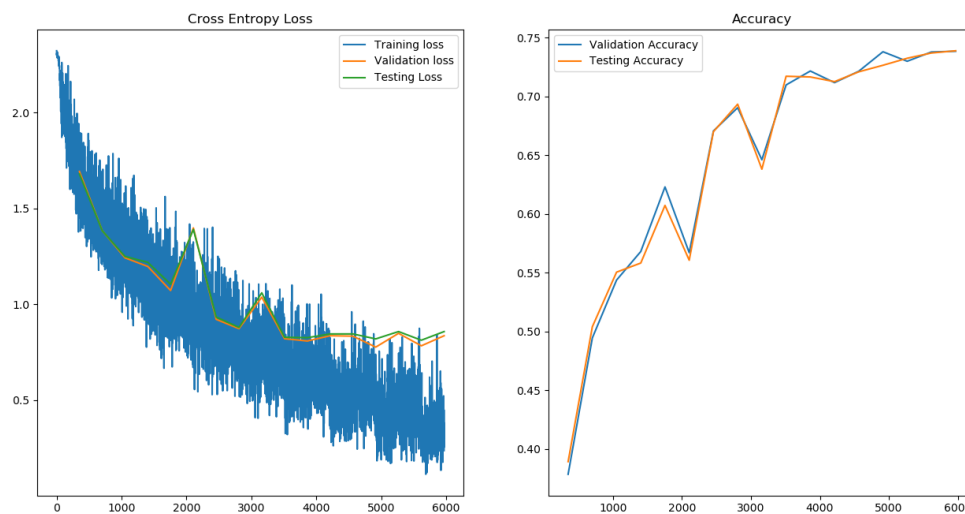 Cross Entropy Loss
Training loss
Validation loss
Testing Loss
2.0
1.5
1.0
0.5
0 1000 2000 3000 4000 5000 6000
Accuracy
Validation Accuracy
Testing Accuracy
0.75
0.70
0.65
0.60
0.55
0.50
0.45
0.40
1000 2000 3000 4000 5000